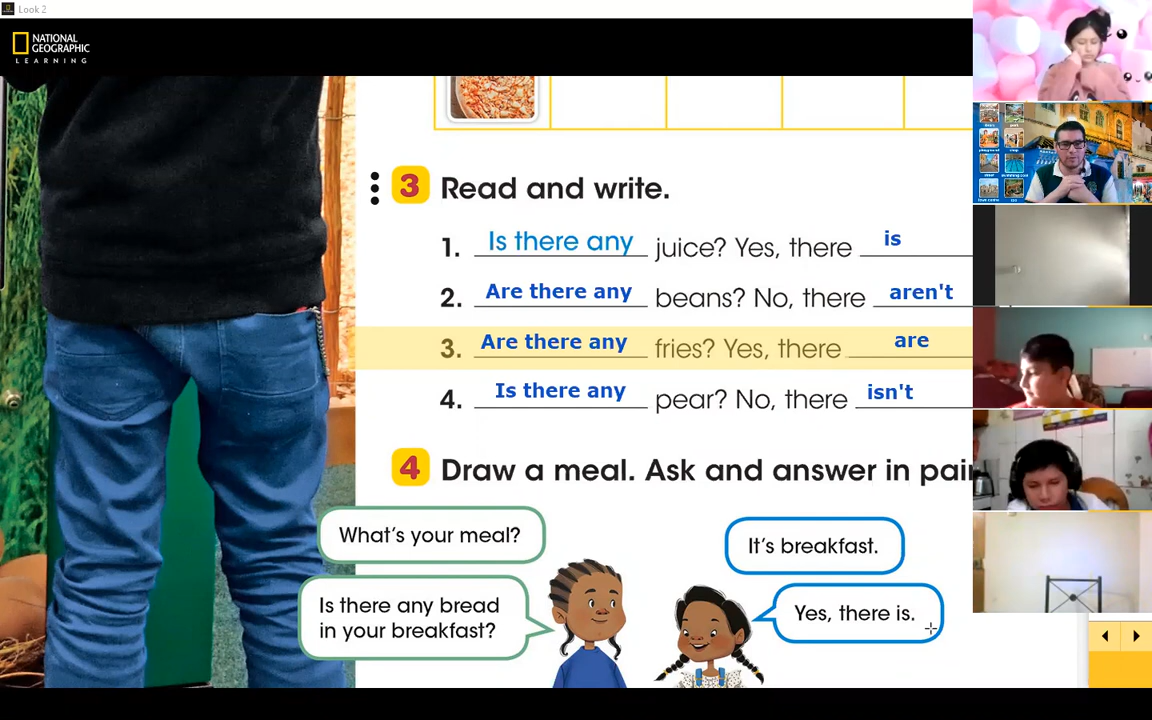 Look 2
NATIONAL
GEOGRAPHIC
LEARNING
3 Read and write.
1. Is there any juice? Yes, there is
2. Are there any beans? No, there aren't
3. Are there any fries? Yes, there are
4. Is there any pear? No, there isn't
4 Draw a meal. Ask and answer in pai
What's your meal?
It's breakfast.
Is there any bread
in your breakfast?
Yes, there is.